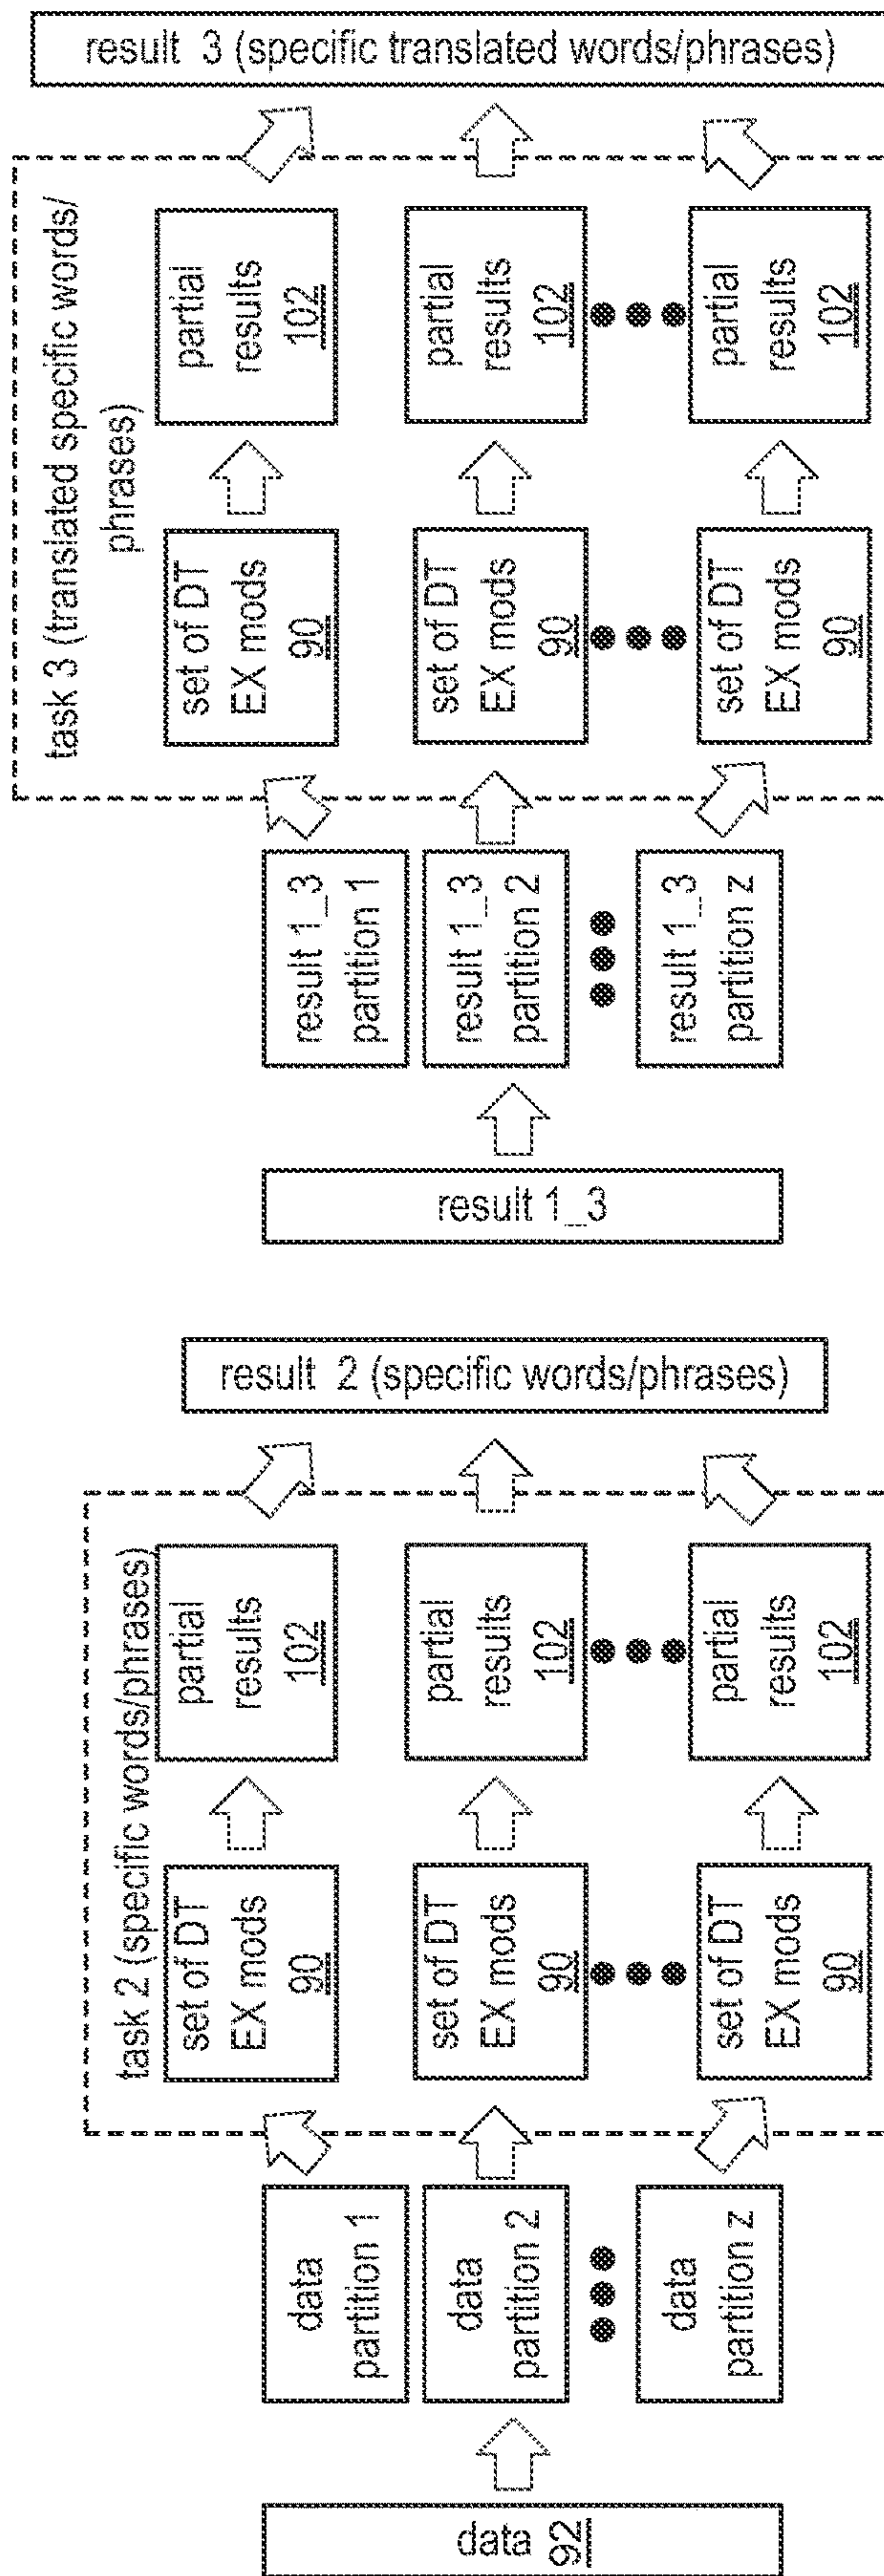 data 92
data
partition 1
data
partition 2
data
partition z
task 2 (specific words/phrases)
set of DT
EX mods
90
set of DT
EX mods
90
set of DT
EX mods
90
partial
results
102
partial
results
102
partial
results
102
result 2 (specific words/phrases)
result 1_3
result 1_3
partition 1
result 1_3
partition 2
result 1_3
partition z
task 3 (translated specific words/
phrases)
set of DT
EX mods
90
set of DT
EX mods
90
set of DT
EX mods
90
partial
results
102
partial
results
102
partial
results
102
result 3 (specific translated words/phrases)